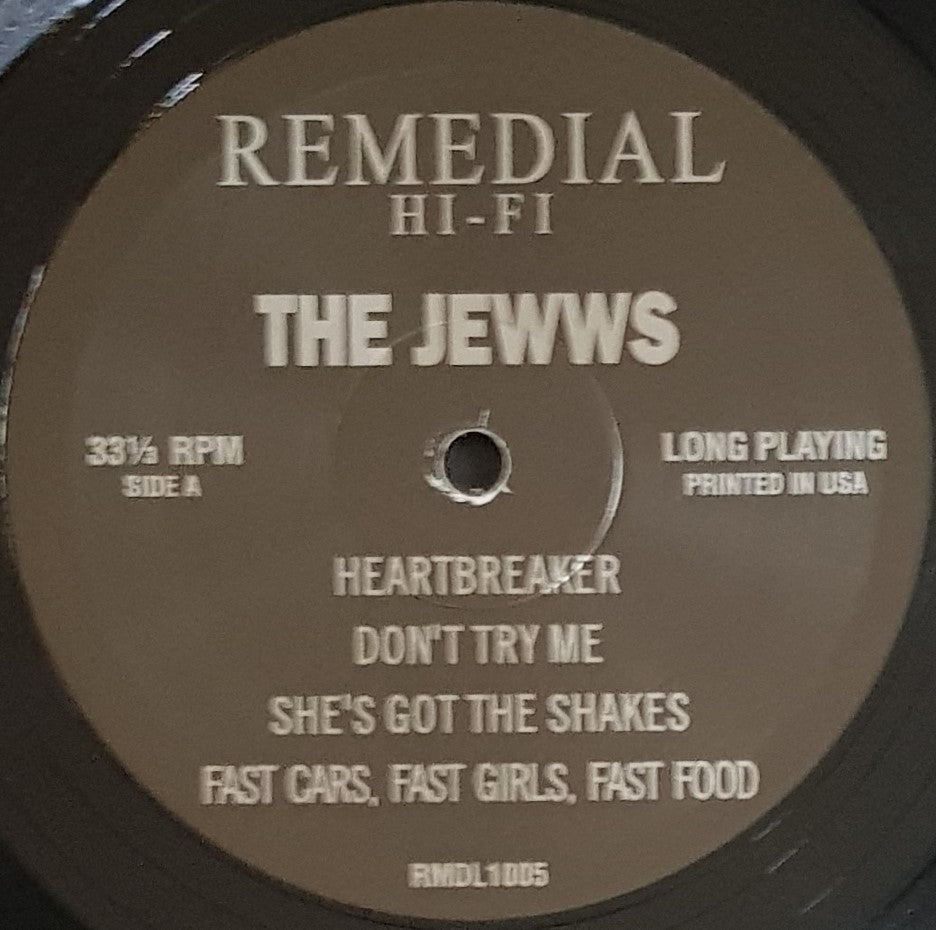 REMEDIAL
HI-FI
THE JEWWS
33⅓ RPM
SIDE A
LONG PLAYING
PRINTED IN USA
HEARTBREAKER
DON'T TRY ME
SHE'S GOT THE SHAKES
FAST CARS, FAST GIRLS, FAST FOOD
RMDL1005